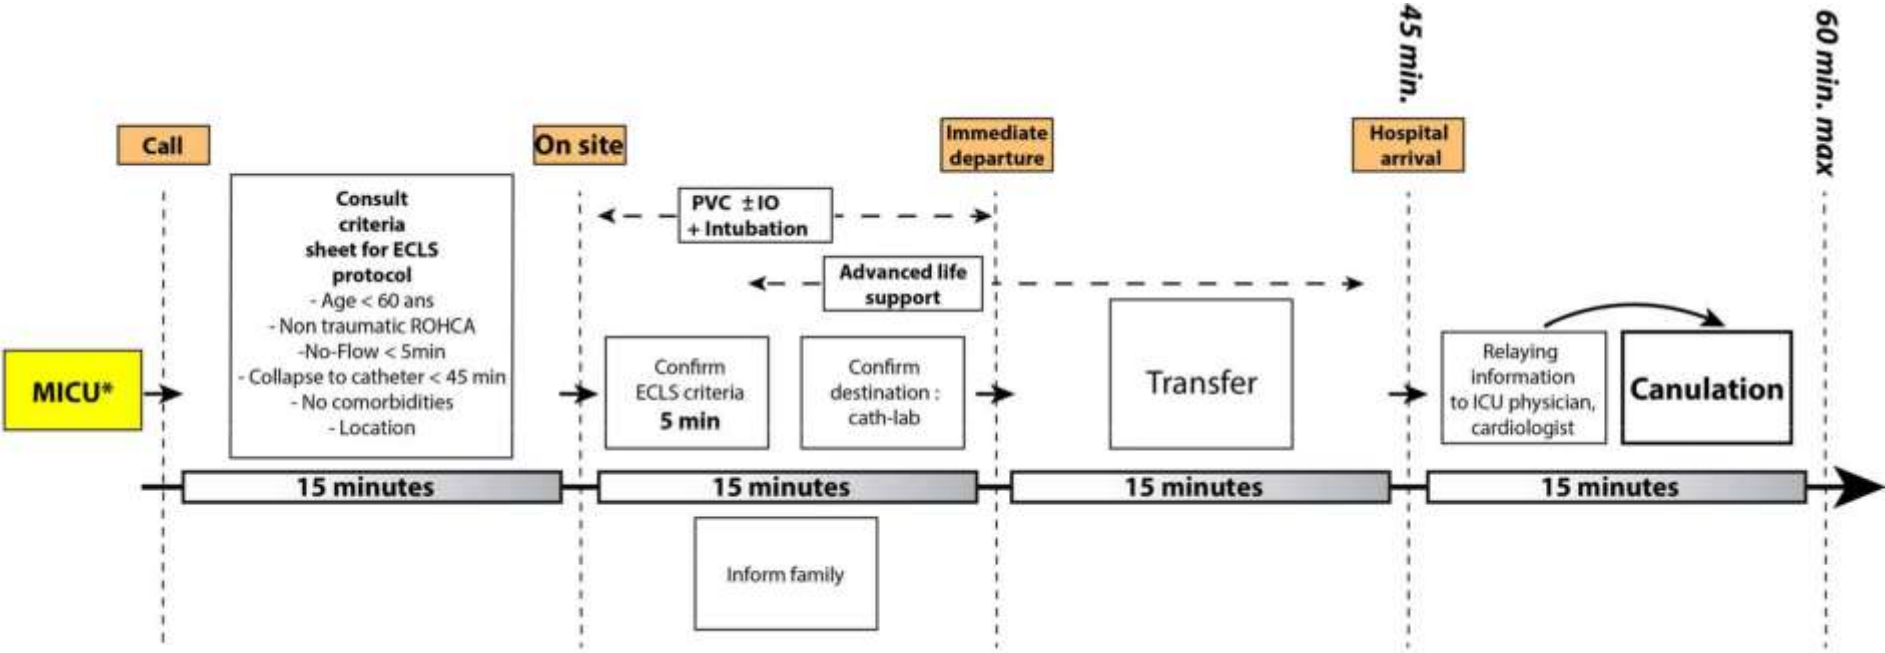 45 min.
60 min. max
Call
On site
Immediate
departure
Hospital
arrival
Consult
criteria
sheet for ECLS
protocol
- Age < 60 ans
- Non traumatic ROHCA
-No-Flow < 5min
- Collapse to catheter < 45 min
- No comorbidities
- Location
PVC ± IO
+ Intubation
Advanced life
support
MICU*
Confirm
ECLS criteria
5 min
Confirm
destination :
cath-lab
Transfer
Relaying
information
to ICU physician,
cardiologist
Canulation
15 minutes
15 minutes
15 minutes
15 minutes
Inform family